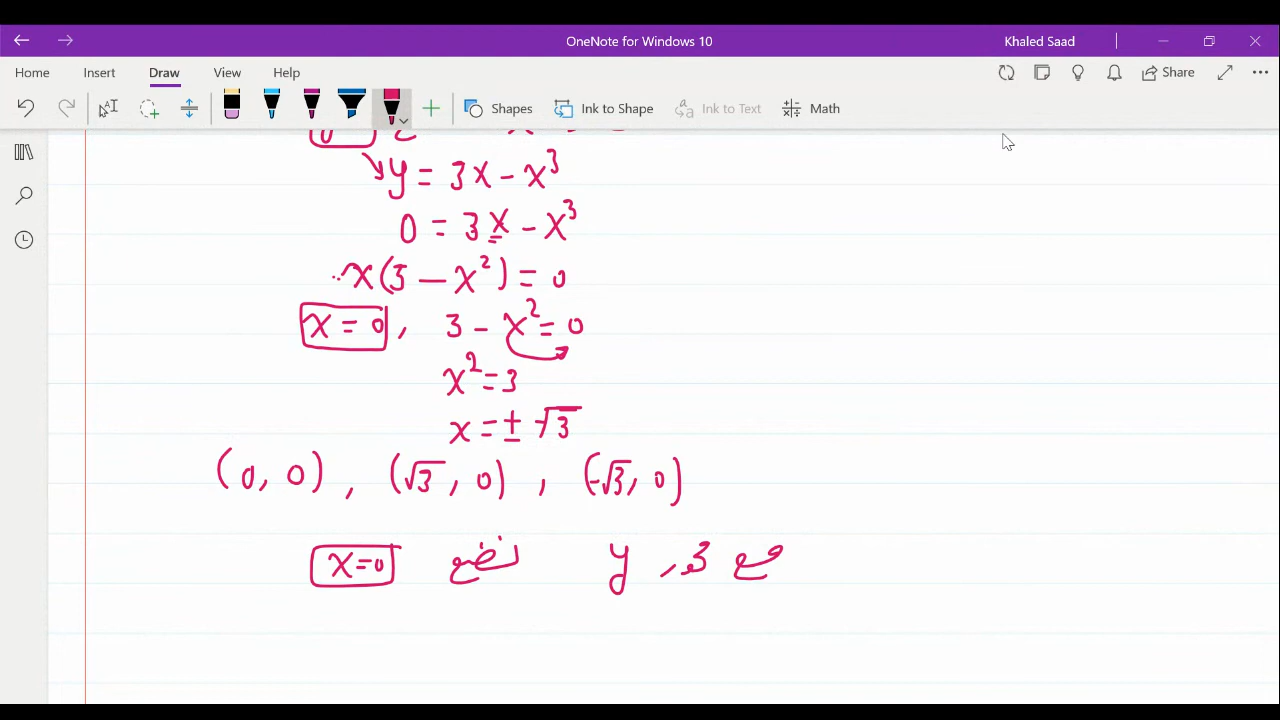 OneNote for Windows 10
Khaled Saad
Home Insert Draw View Help
Share
Shapes Ink to Shape Ink to Text Math
y = 3x - x³
0 = 3x - x³
x(3 - x²) = 0
x = 0, 3 - x² = 0
x² = 3
x = ± √3
(0, 0), (√3, 0), (-√3, 0)
y نضع x=0